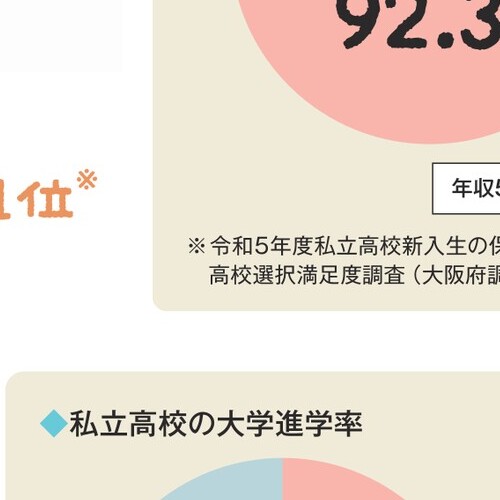 92.3
1位※
年収5
※令和5年度私立高校新入生の保
高校選択満足度調査（大阪府調
◆私立高校の大学進学率